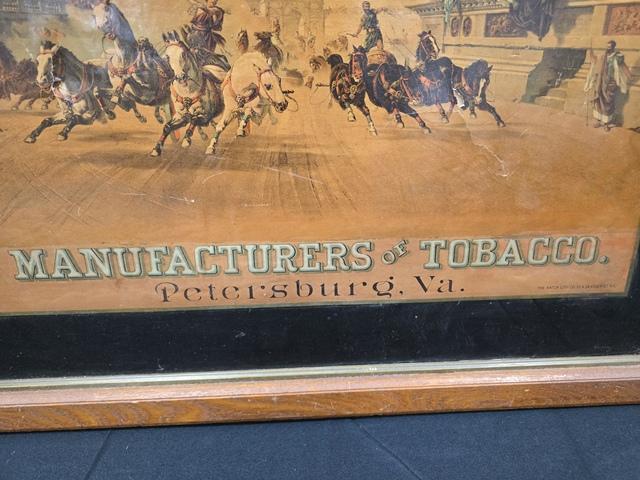 MANUFACTURERS OF TOBACCO.
Petersburg, Va.